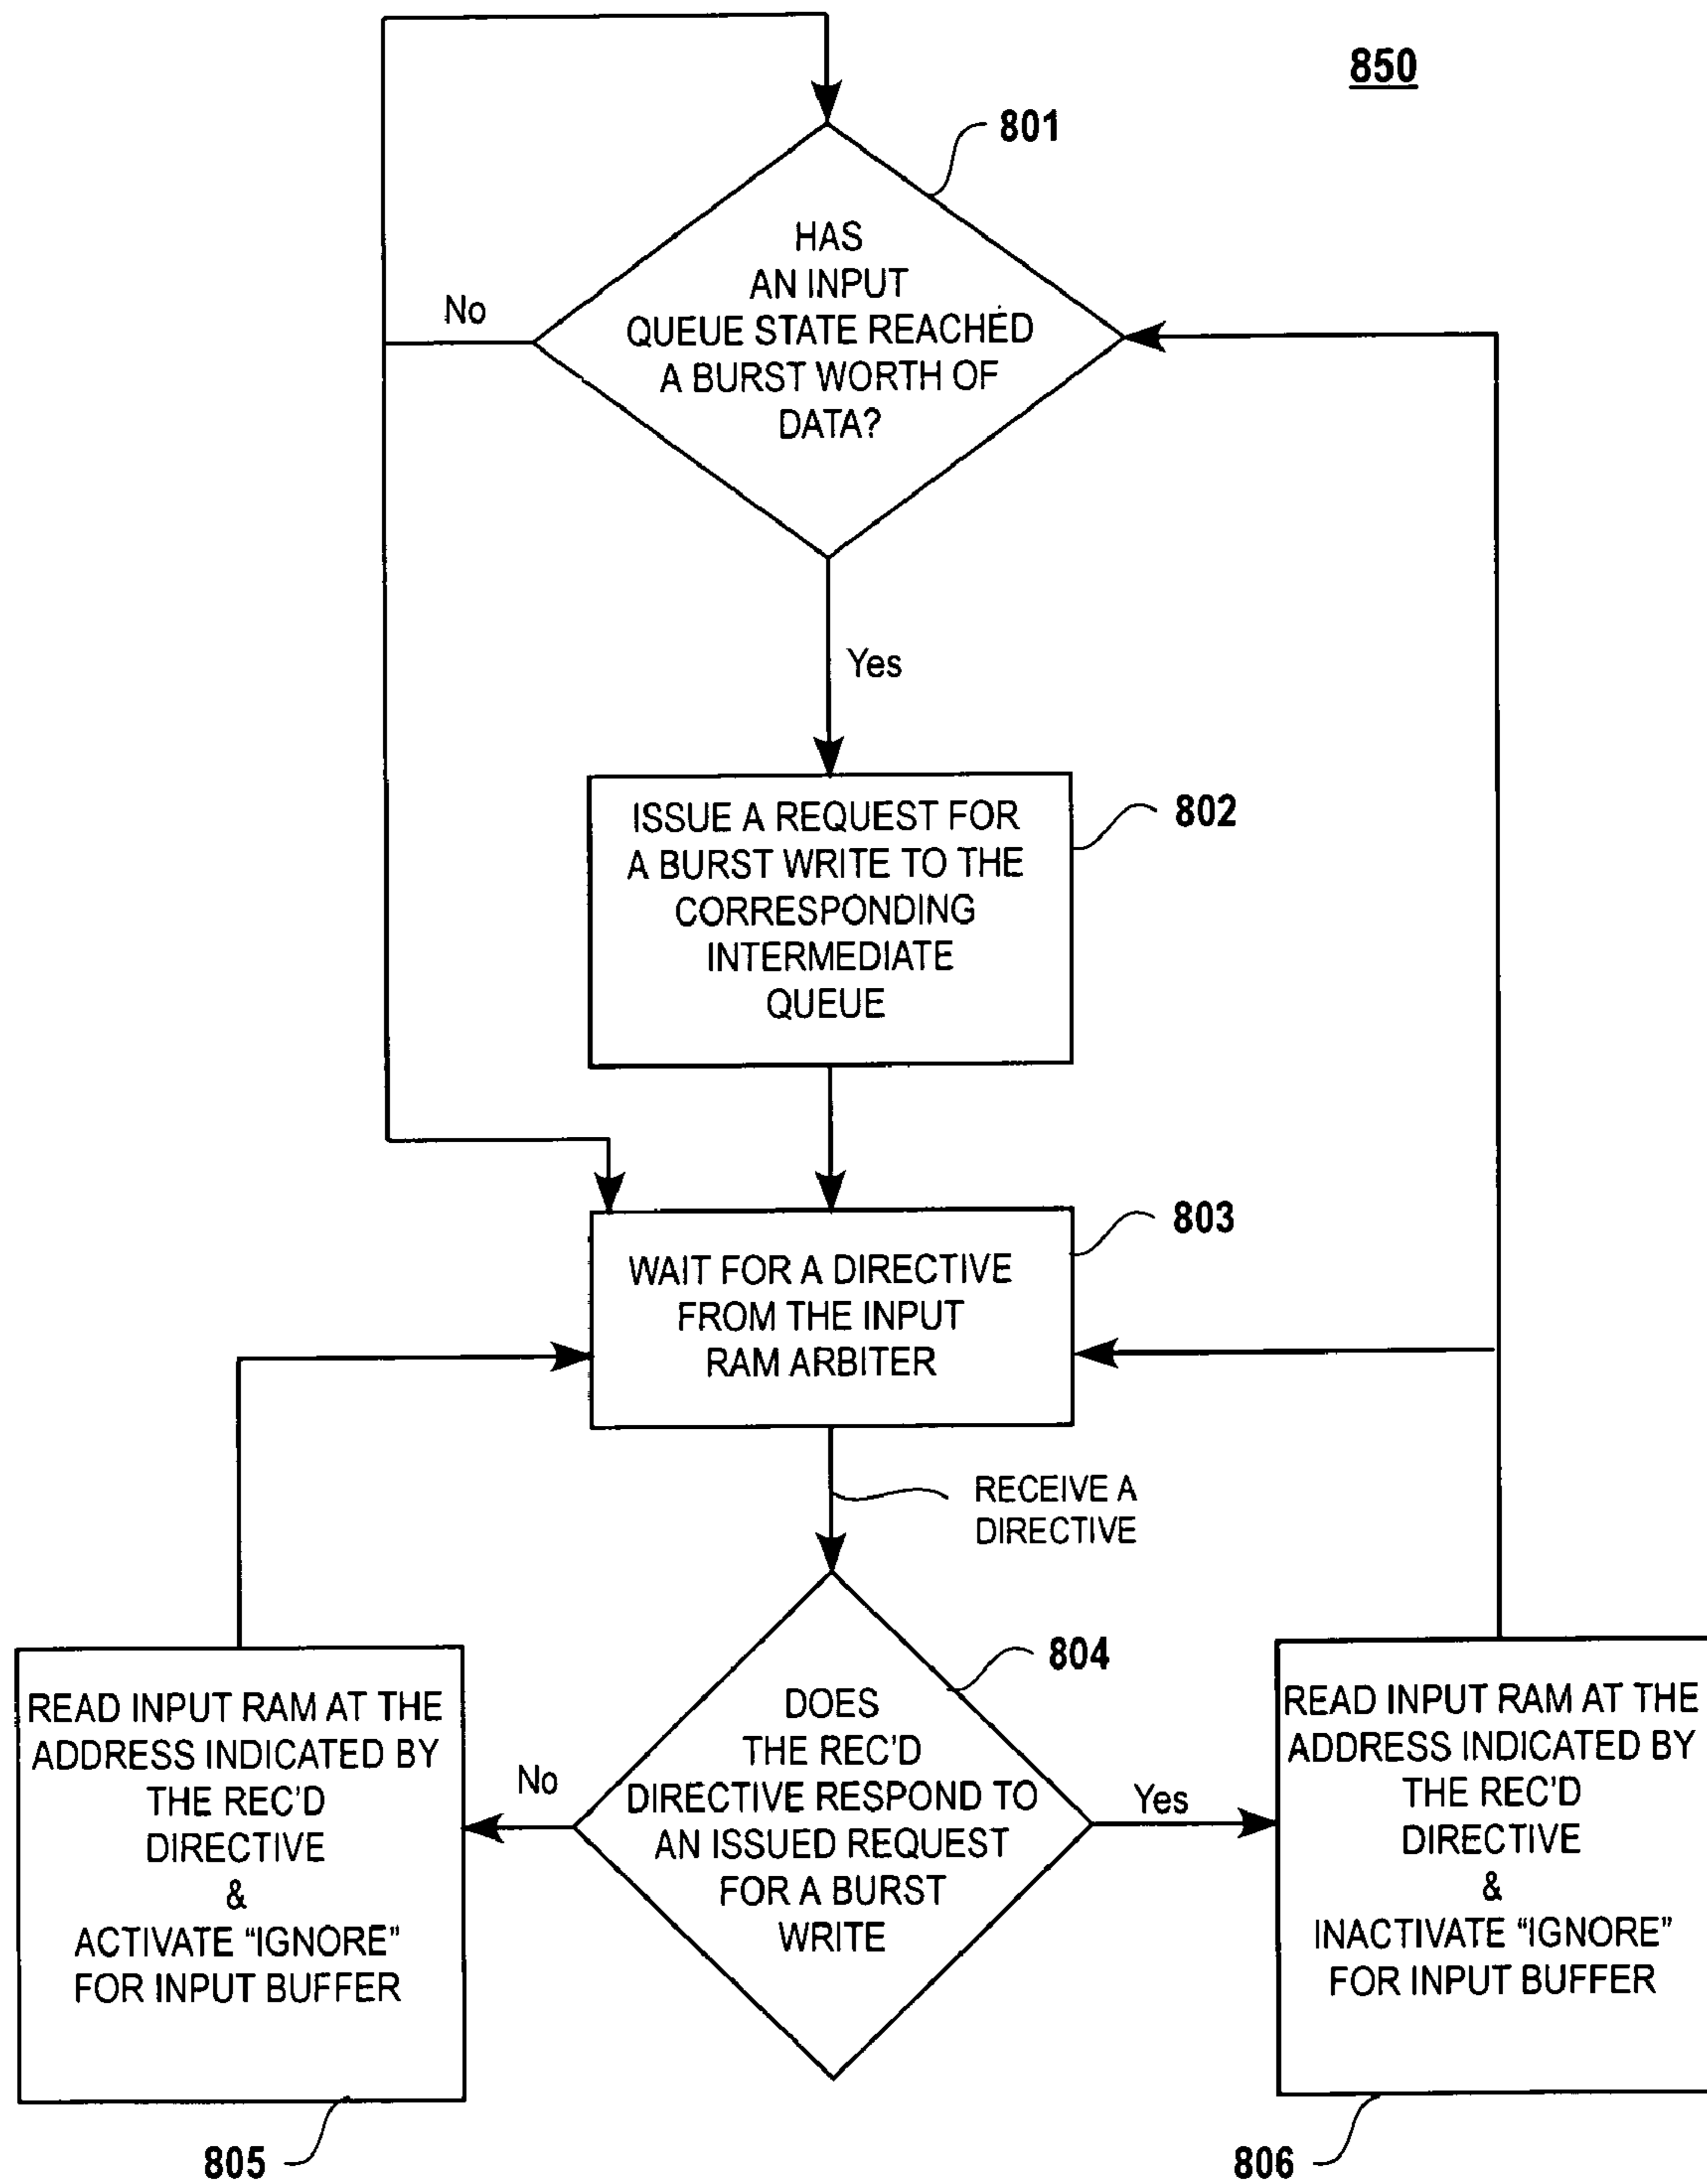 850
801
HAS
AN INPUT
QUEUE STATE REACHED
A BURST WORTH OF
DATA?
No
Yes
802
ISSUE A REQUEST FOR
A BURST WRITE TO THE
CORRESPONDING
INTERMEDIATE
QUEUE
803
WAIT FOR A DIRECTIVE
FROM THE INPUT
RAM ARBITER
RECEIVE A
DIRECTIVE
804
DOES
THE REC'D
DIRECTIVE RESPOND TO
AN ISSUED REQUEST
FOR A BURST
WRITE
No
Yes
READ INPUT RAM AT THE
ADDRESS INDICATED BY
THE REC'D
DIRECTIVE
&
ACTIVATE “IGNORE”
FOR INPUT BUFFER
805
READ INPUT RAM AT THE
ADDRESS INDICATED BY
THE REC'D
DIRECTIVE
&
INACTIVATE “IGNORE”
FOR INPUT BUFFER
806